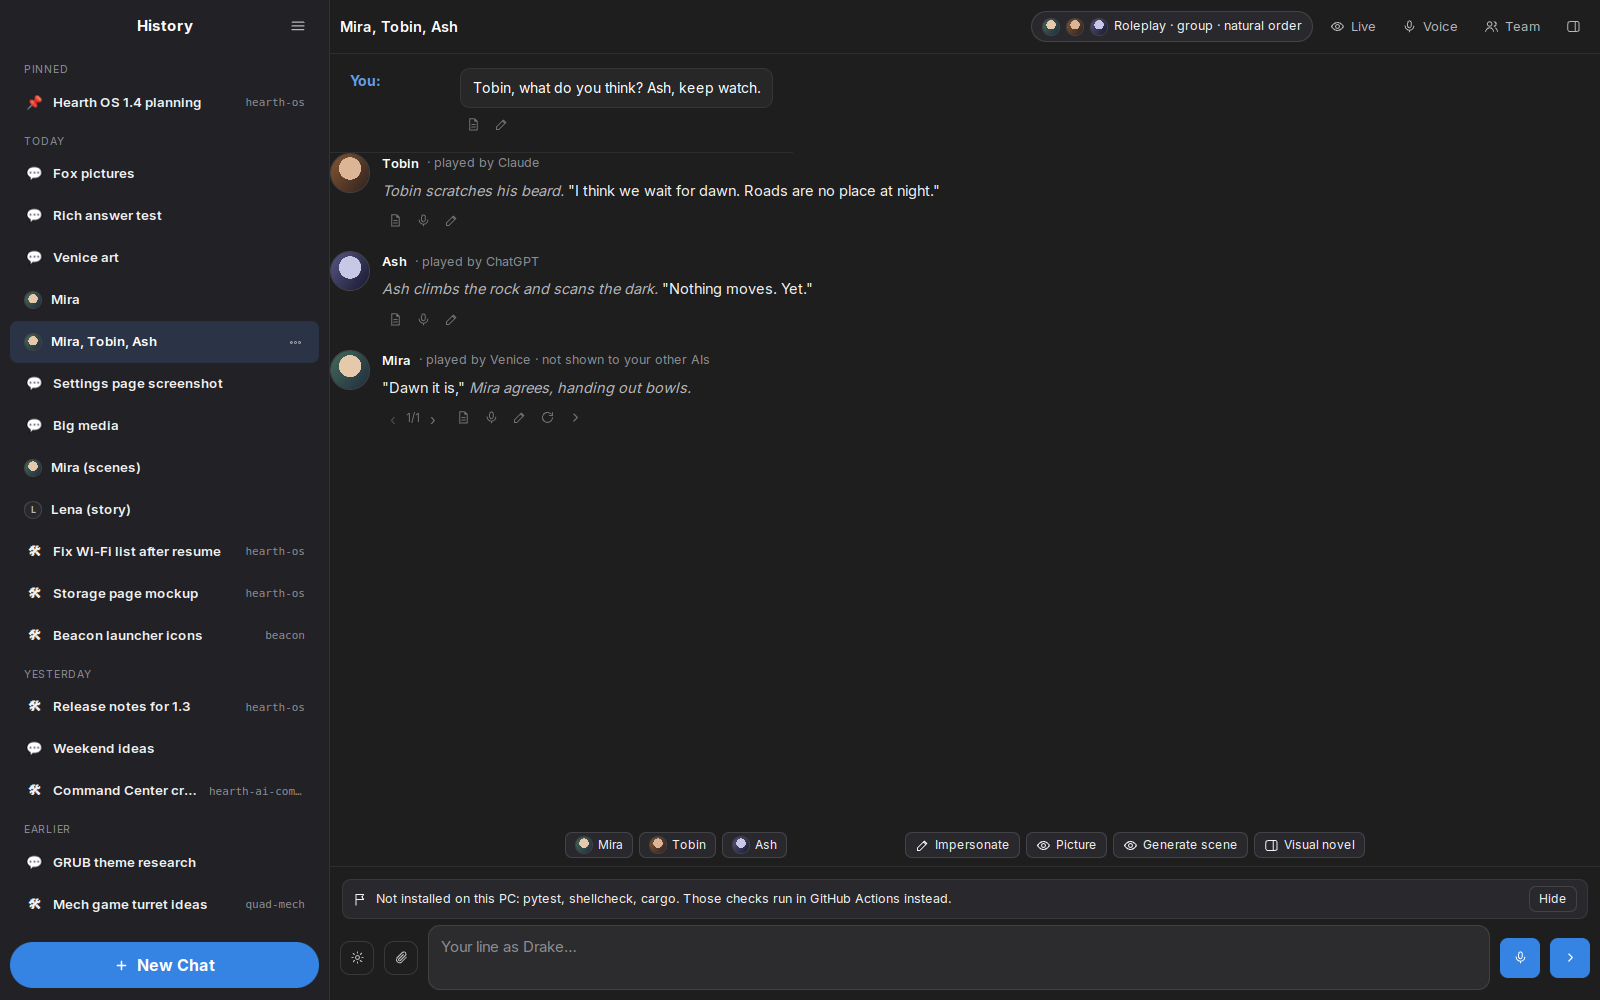 History
PINNED
Hearth OS 1.4 planning hearth-os
TODAY
Fox pictures
Rich answer test
Venice art
Mira
Mira, Tobin, Ash
Settings page screenshot
Big media
Mira (scenes)
L Lena (story)
Fix Wi-Fi list after resume hearth-os
Storage page mockup hearth-os
Beacon launcher icons beacon
YESTERDAY
Release notes for 1.3 hearth-os
Weekend ideas
Command Center cr... hearth-ai-com…
EARLIER
GRUB theme research
Mech game turret ideas quad-mech
+ New Chat
Mira, Tobin, Ash
Roleplay · group · natural order
Live
Voice
Team
You:
Tobin, what do you think? Ash, keep watch.
Tobin · played by Claude
Tobin scratches his beard. "I think we wait for dawn. Roads are no place at night."
Ash · played by ChatGPT
Ash climbs the rock and scans the dark. "Nothing moves. Yet."
Mira · played by Venice · not shown to your other AIs
"Dawn it is," Mira agrees, handing out bowls.
‹ 1/1 ›
Mira
Tobin
Ash
Impersonate
Picture
Generate scene
Visual novel
Not installed on this PC: pytest, shellcheck, cargo. Those checks run in GitHub Actions instead.
Hide
Your line as Drake...